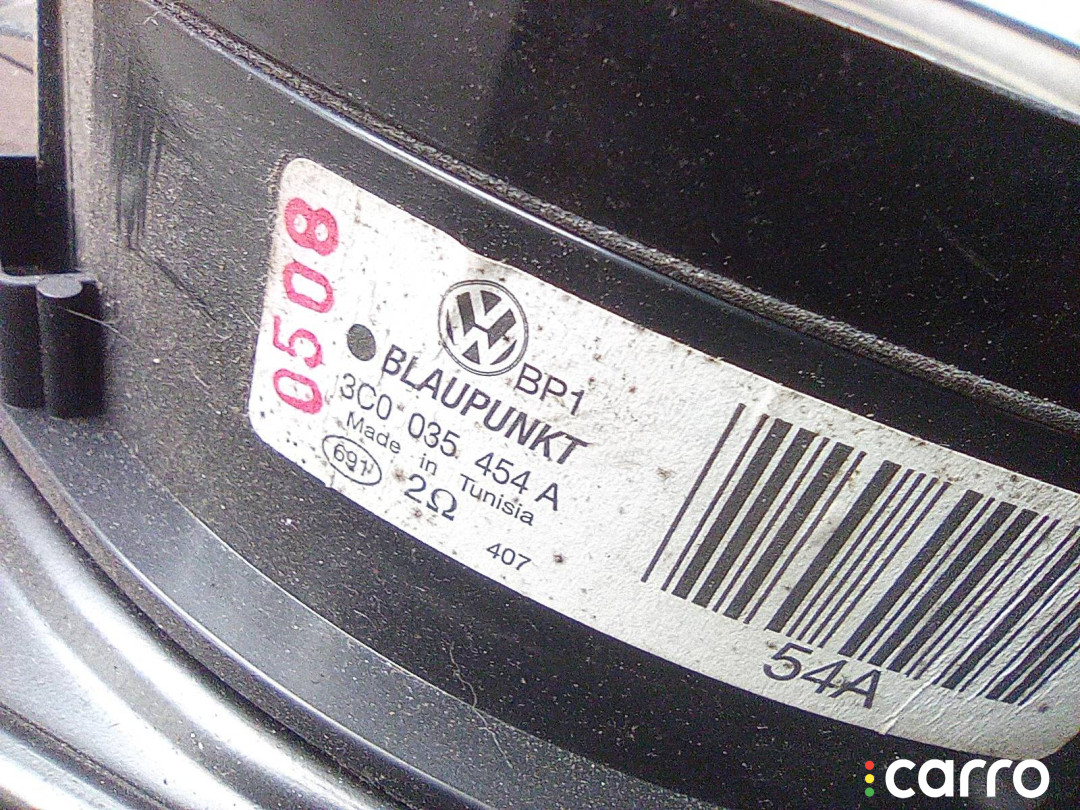 0508
BP1
BLAUPUNKT
3C0 035 454 A
Made in Tunisia
691 2Ω
407
54A
carro